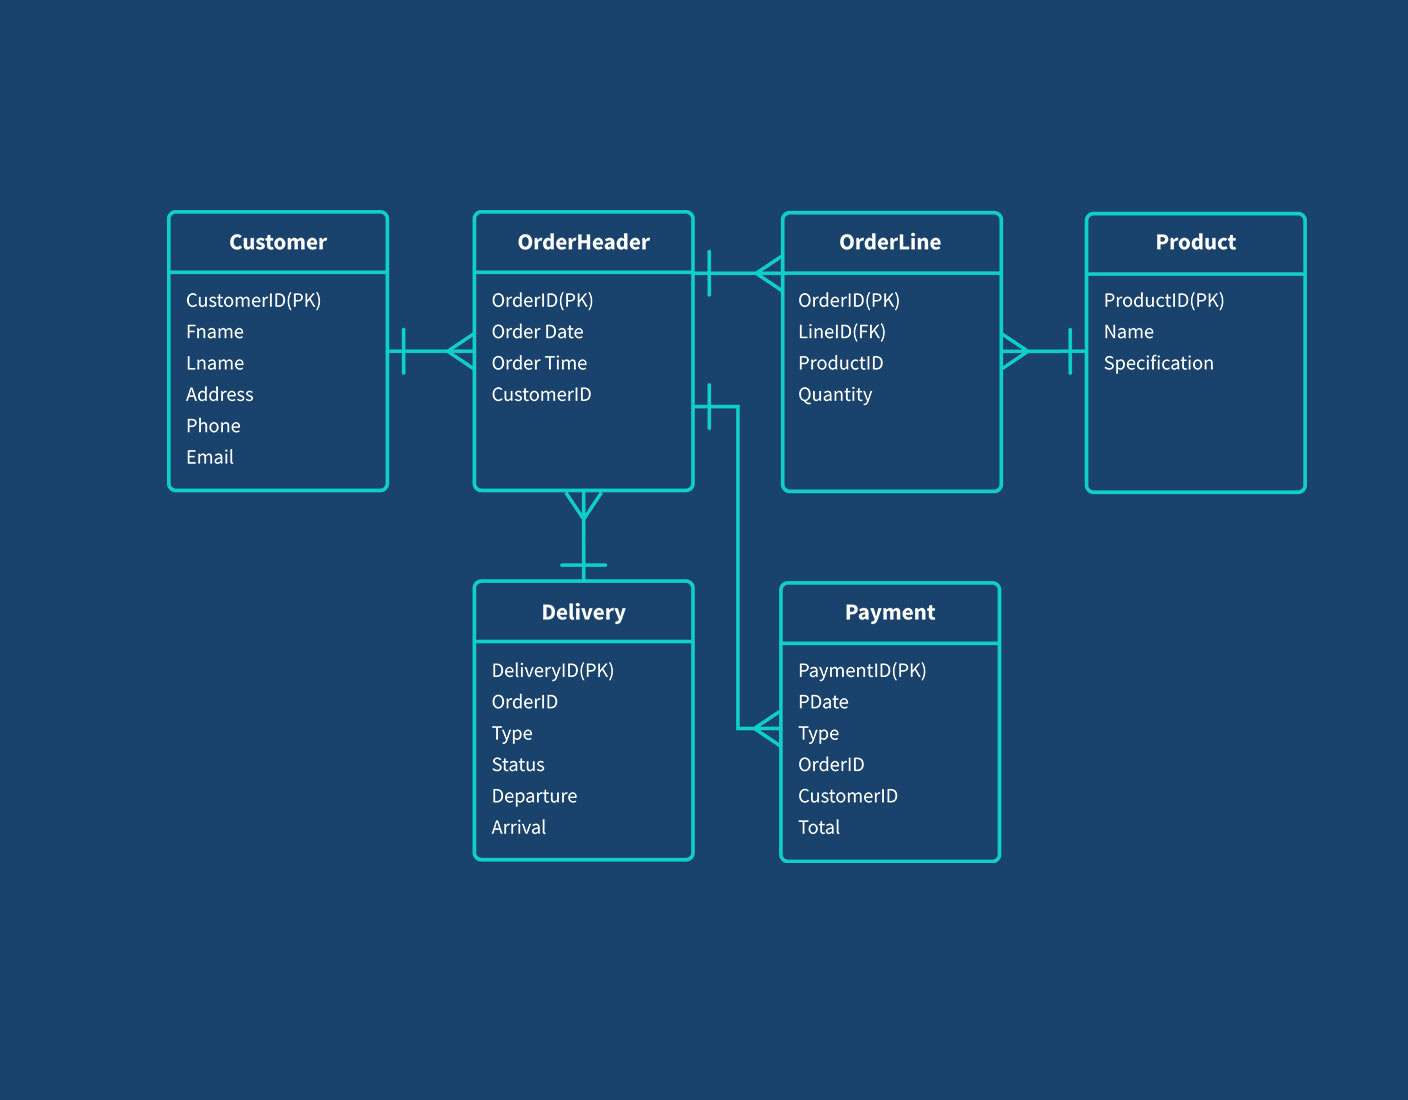 Customer
CustomerID(PK)
Fname
Lname
Address
Phone
Email
OrderHeader
OrderID(PK)
Order Date
Order Time
CustomerID
OrderLine
OrderID(PK)
LineID(FK)
ProductID
Quantity
Product
ProductID(PK)
Name
Specification
Delivery
DeliveryID(PK)
OrderID
Type
Status
Departure
Arrival
Payment
PaymentID(PK)
PDate
Type
OrderID
CustomerID
Total